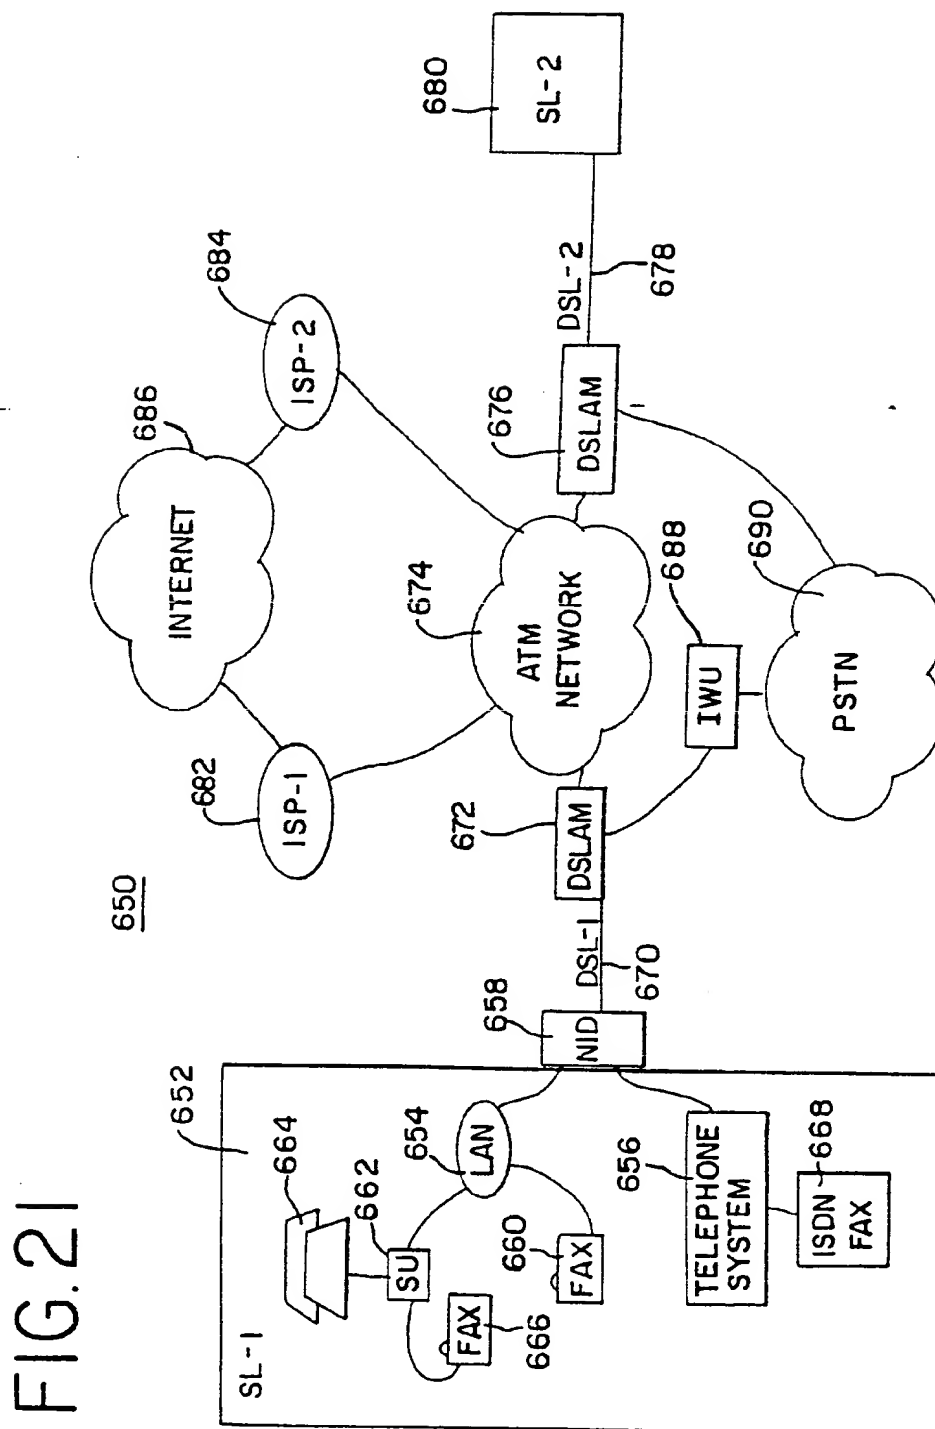 FIG.21
650
SL-1
652
664
662
SU
FAX
666
654
LAN
660
FAX
656
TELEPHONE
SYSTEM
ISDN
FAX
668
658
NID
DSL-1
670
672
DSLAM
682
ISP-1
INTERNET
686
ISP-2
684
674
ATM
NETWORK
676
DSLAM
DSL-2
678
680
SL-2
IWU
688
690
PSTN